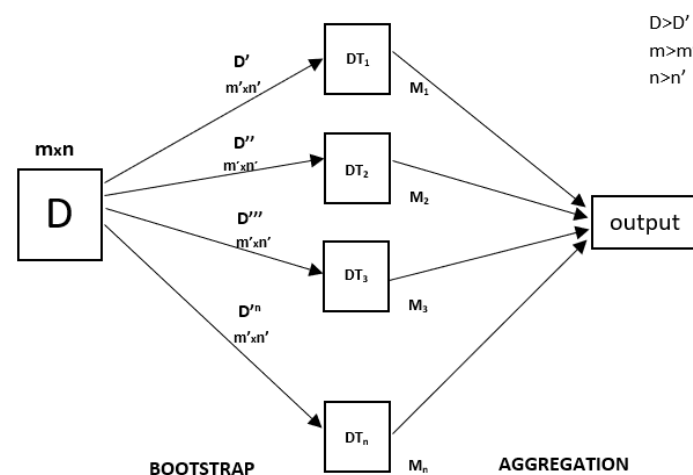 D>D'
m>m
n>n'
D'
m'xn'
DT1
M1
mxn
D
D''
m'xn'
DT2
M2
D'''
m'xn'
DT3
M3
output
D'n
m'xn'
DTn
Mn
BOOTSTRAP
AGGREGATION